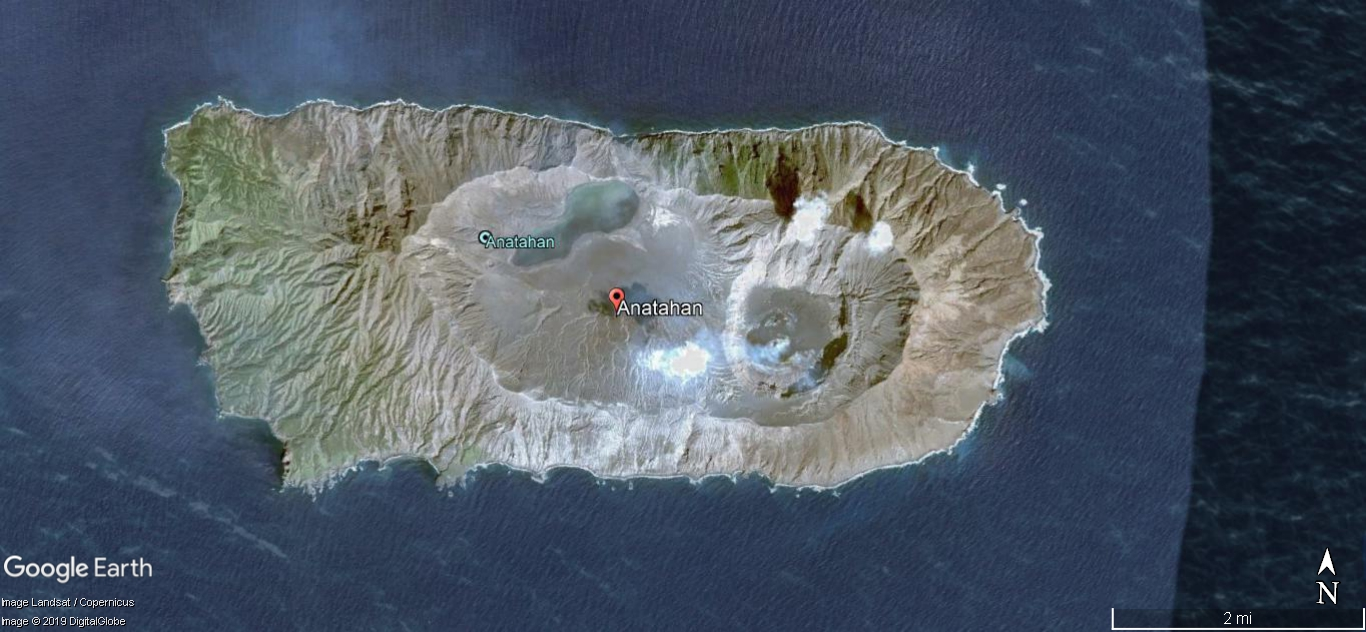 Anatahan
Anatahan
Google Earth
Image Landsat / Copernicus
Image © 2019 DigitalGlobe
N
2 mi